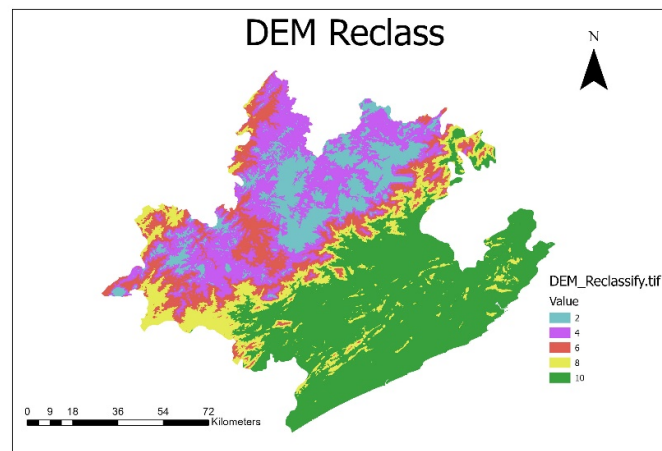 DEM Reclass
N
DEM_Reclassify.tif
Value
2
4
6
8
10
0 9 18 36 54 72
Kilometers